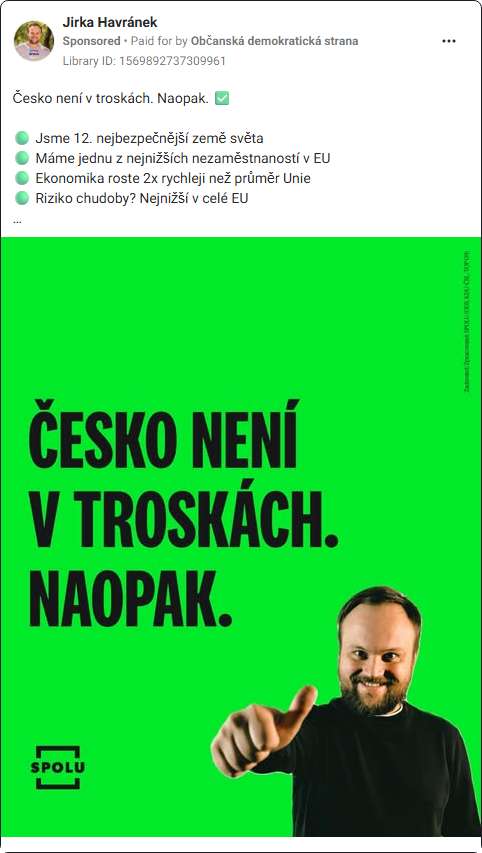 Jirka Havránek
Sponsored • Paid for by Občanská demokratická strana
Library ID: 1569892737309961
Česko není v troskách. Naopak. ✅
🟢 Jsme 12. nejbezpečnější země světa
🟢 Máme jednu z nejnižších nezaměstnaností v EU
🟢 Ekonomika roste 2x rychleji než průměr Unie
🟢 Riziko chudoby? Nejnižší v celé EU
...
ČESKO NENÍ
V TROSKÁCH.
NAOPAK.
SPOLU